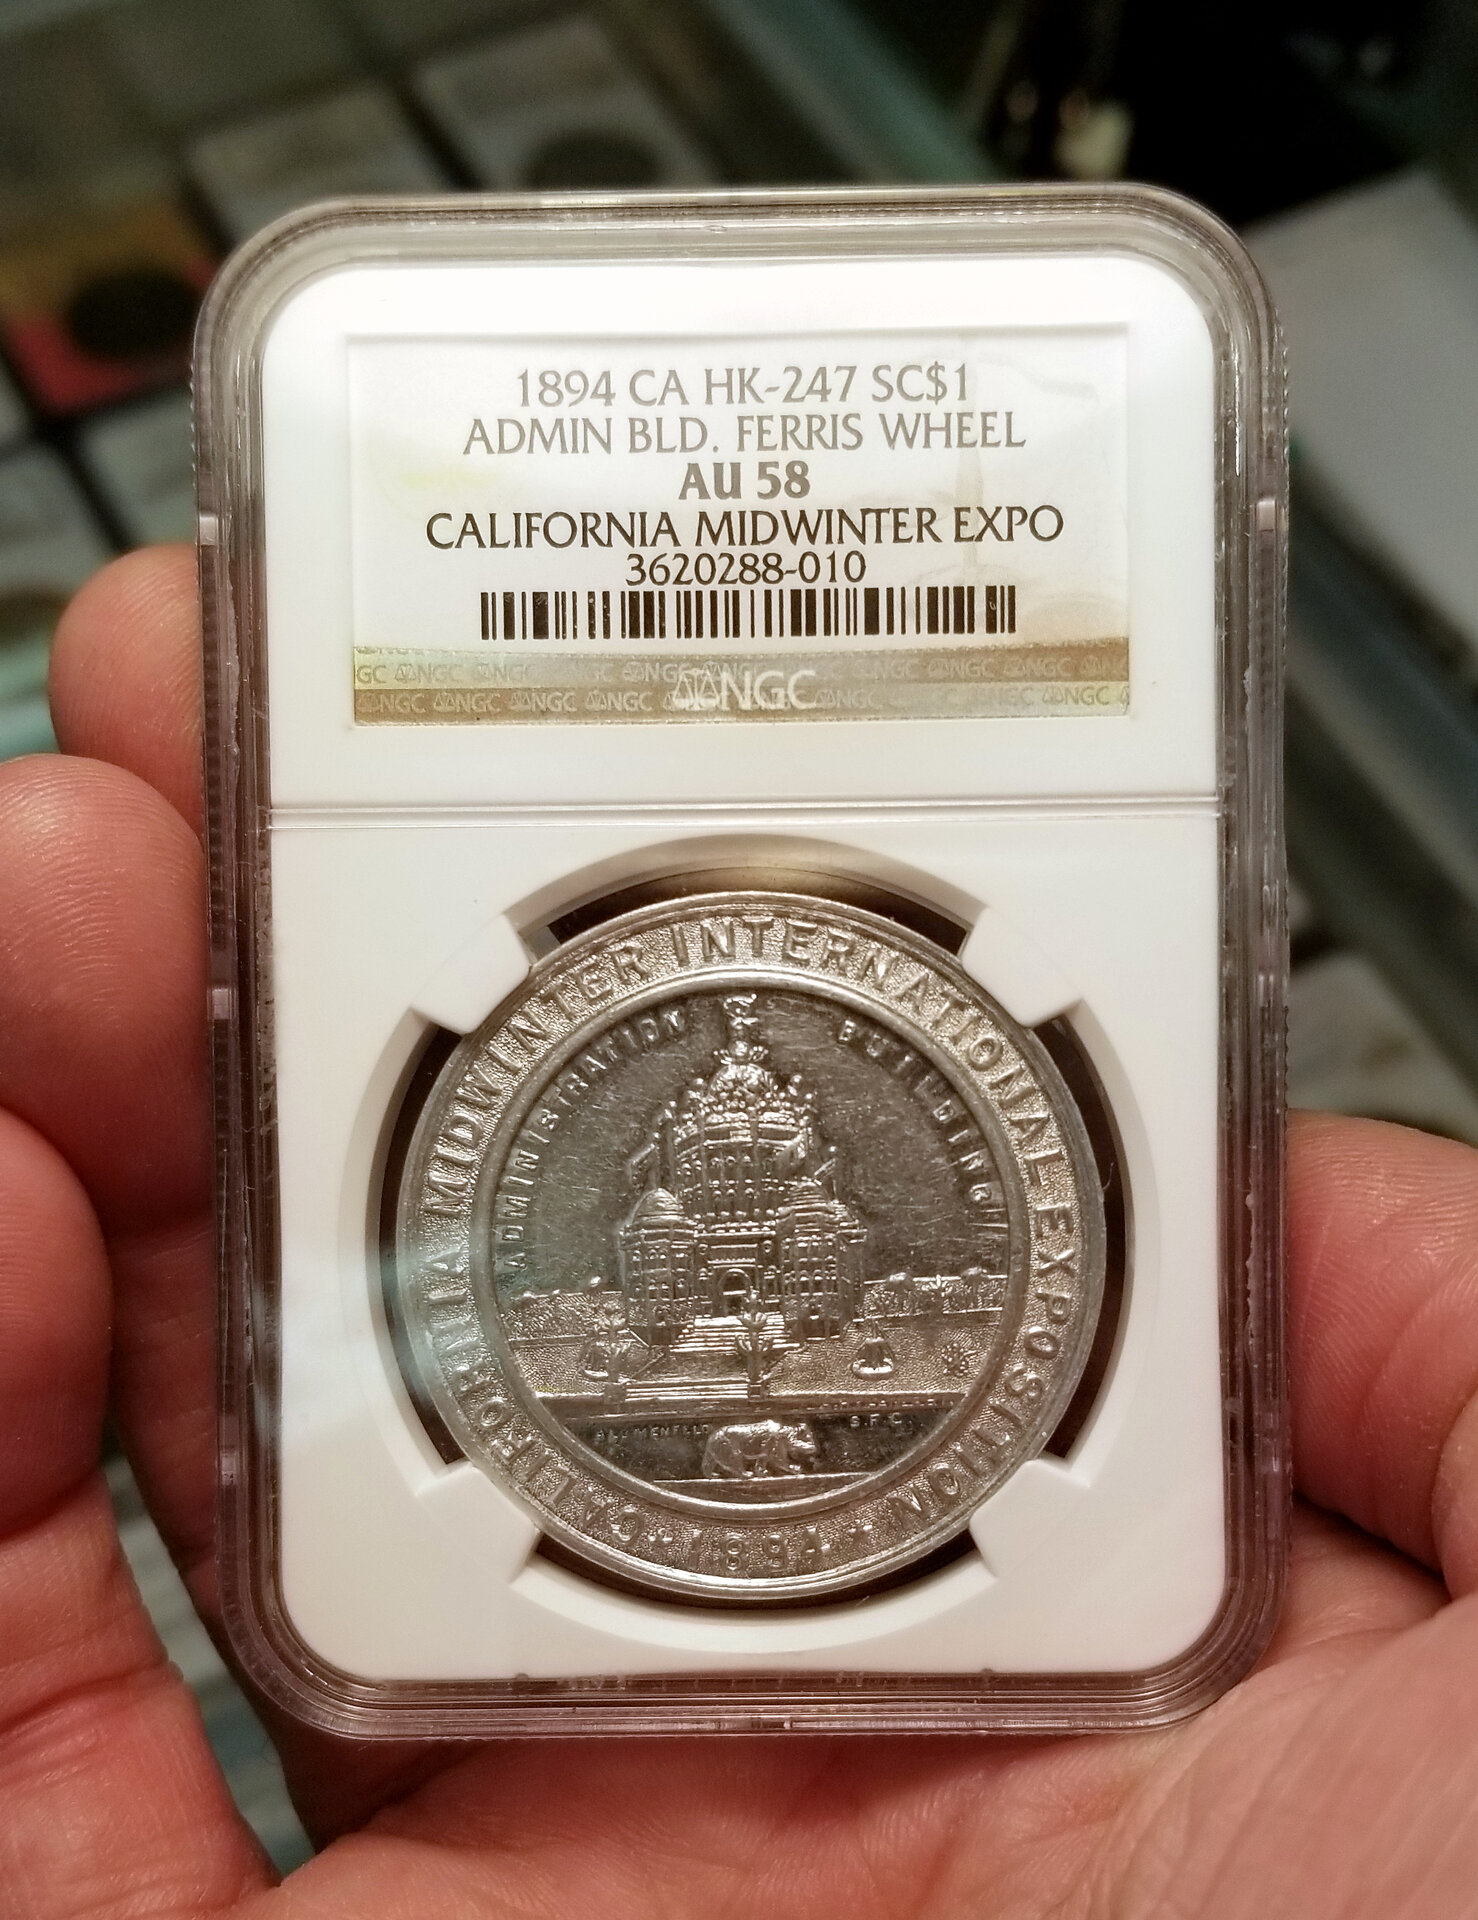 1894 CA HK-247 SC$1
ADMIN BLD. FERRIS WHEEL
AU 58
CALIFORNIA MIDWINTER EXPO
3620288-010
NGC
CALIFORNIA MIDWINTER INTERNATIONAL EXPOSITION
ADMINISTRATION BUILDING
S.F.C.
1894